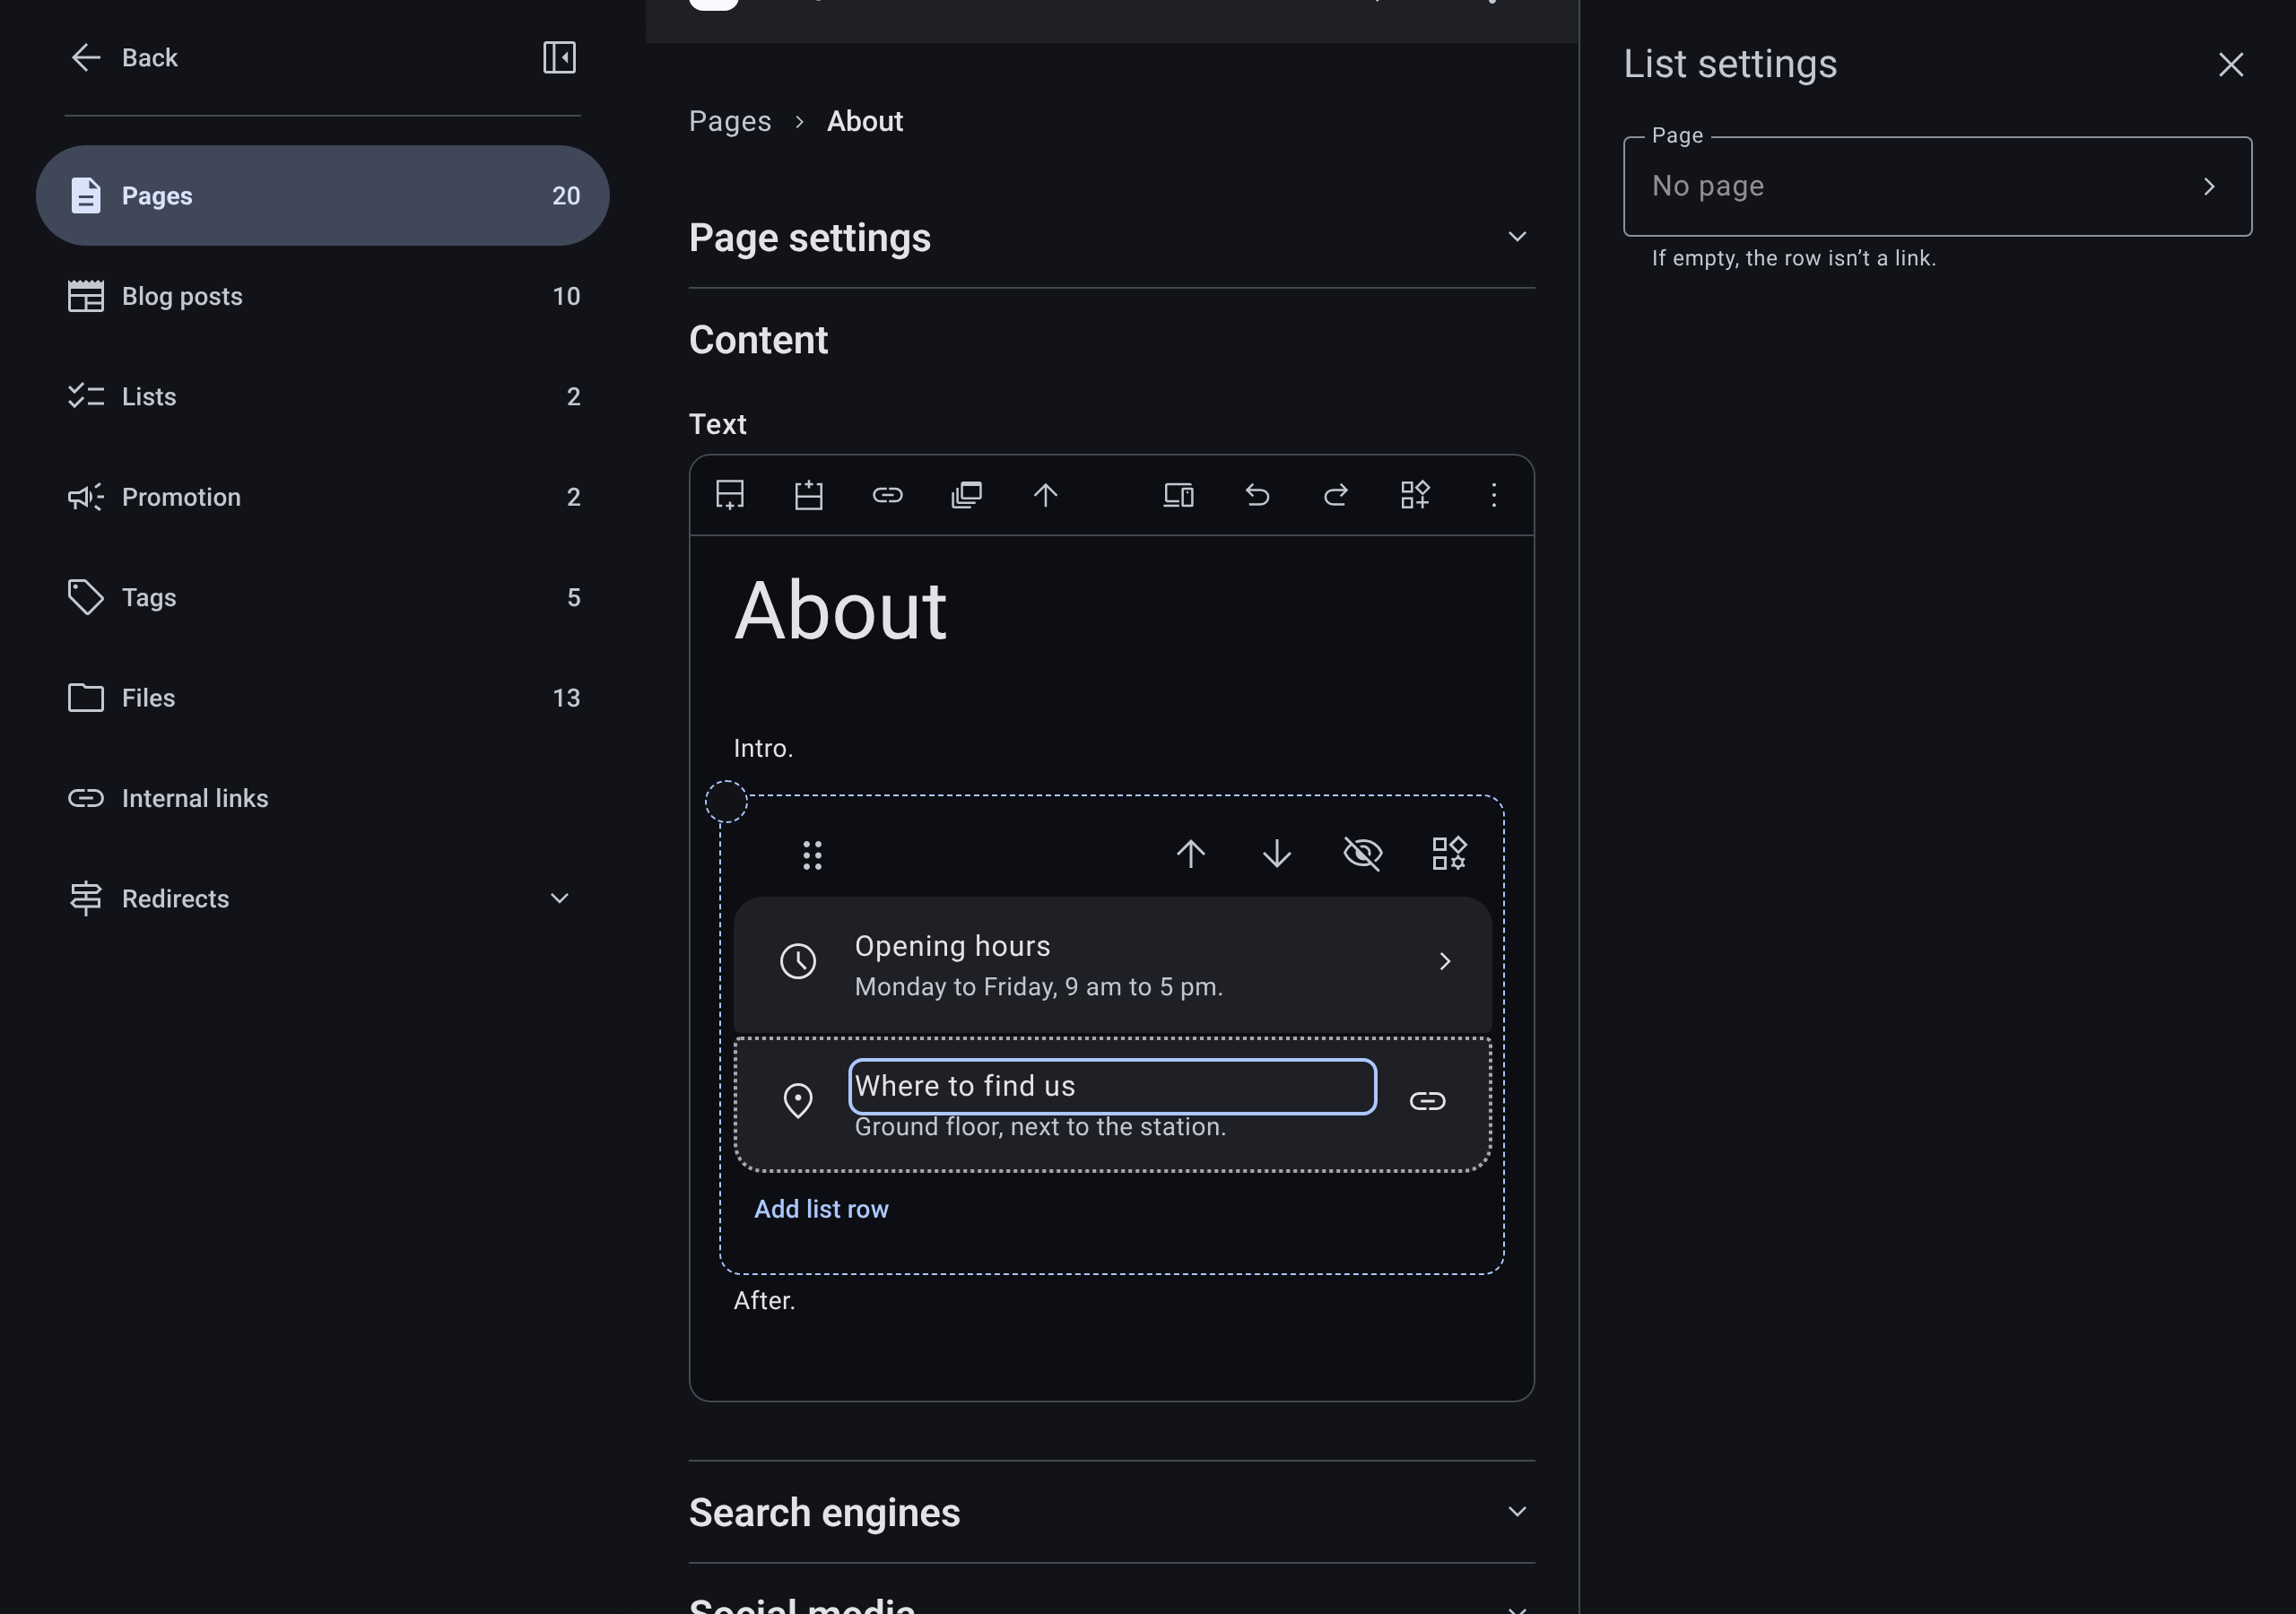 Back
Pages 20
Blog posts 10
Lists 2
Promotion 2
Tags 5
Files 13
Internal links
Redirects
Pages › About
Page settings
Content
Text
About
Intro.
Opening hours
Monday to Friday, 9 am to 5 pm.
Where to find us
Ground floor, next to the station.
Add list row
After.
Search engines
Social media
List settings
Page
No page
If empty, the row isn’t a link.